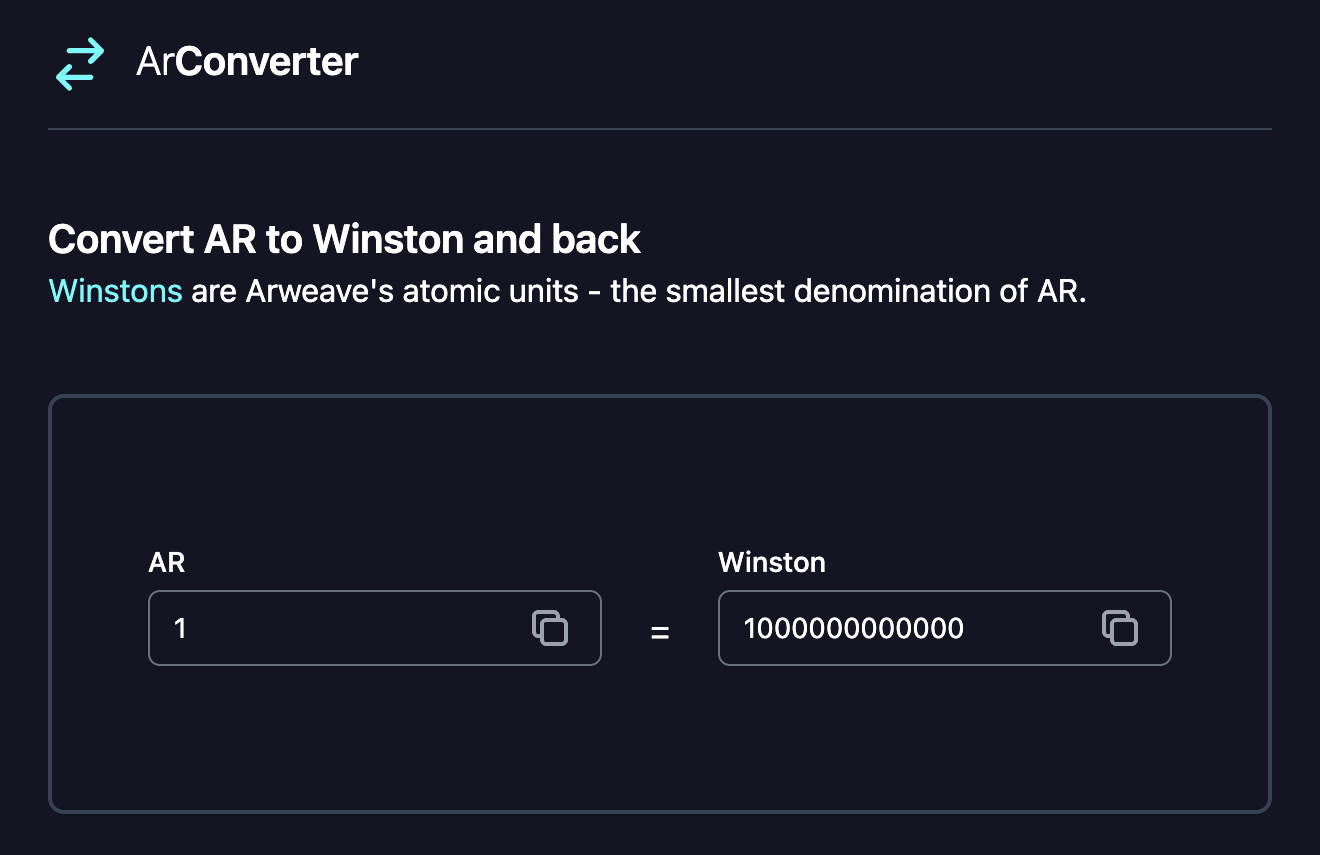 ArConverter
Convert AR to Winston and back
Winstons are Arweave's atomic units - the smallest denomination of AR.
AR
Winston
1
=
1000000000000